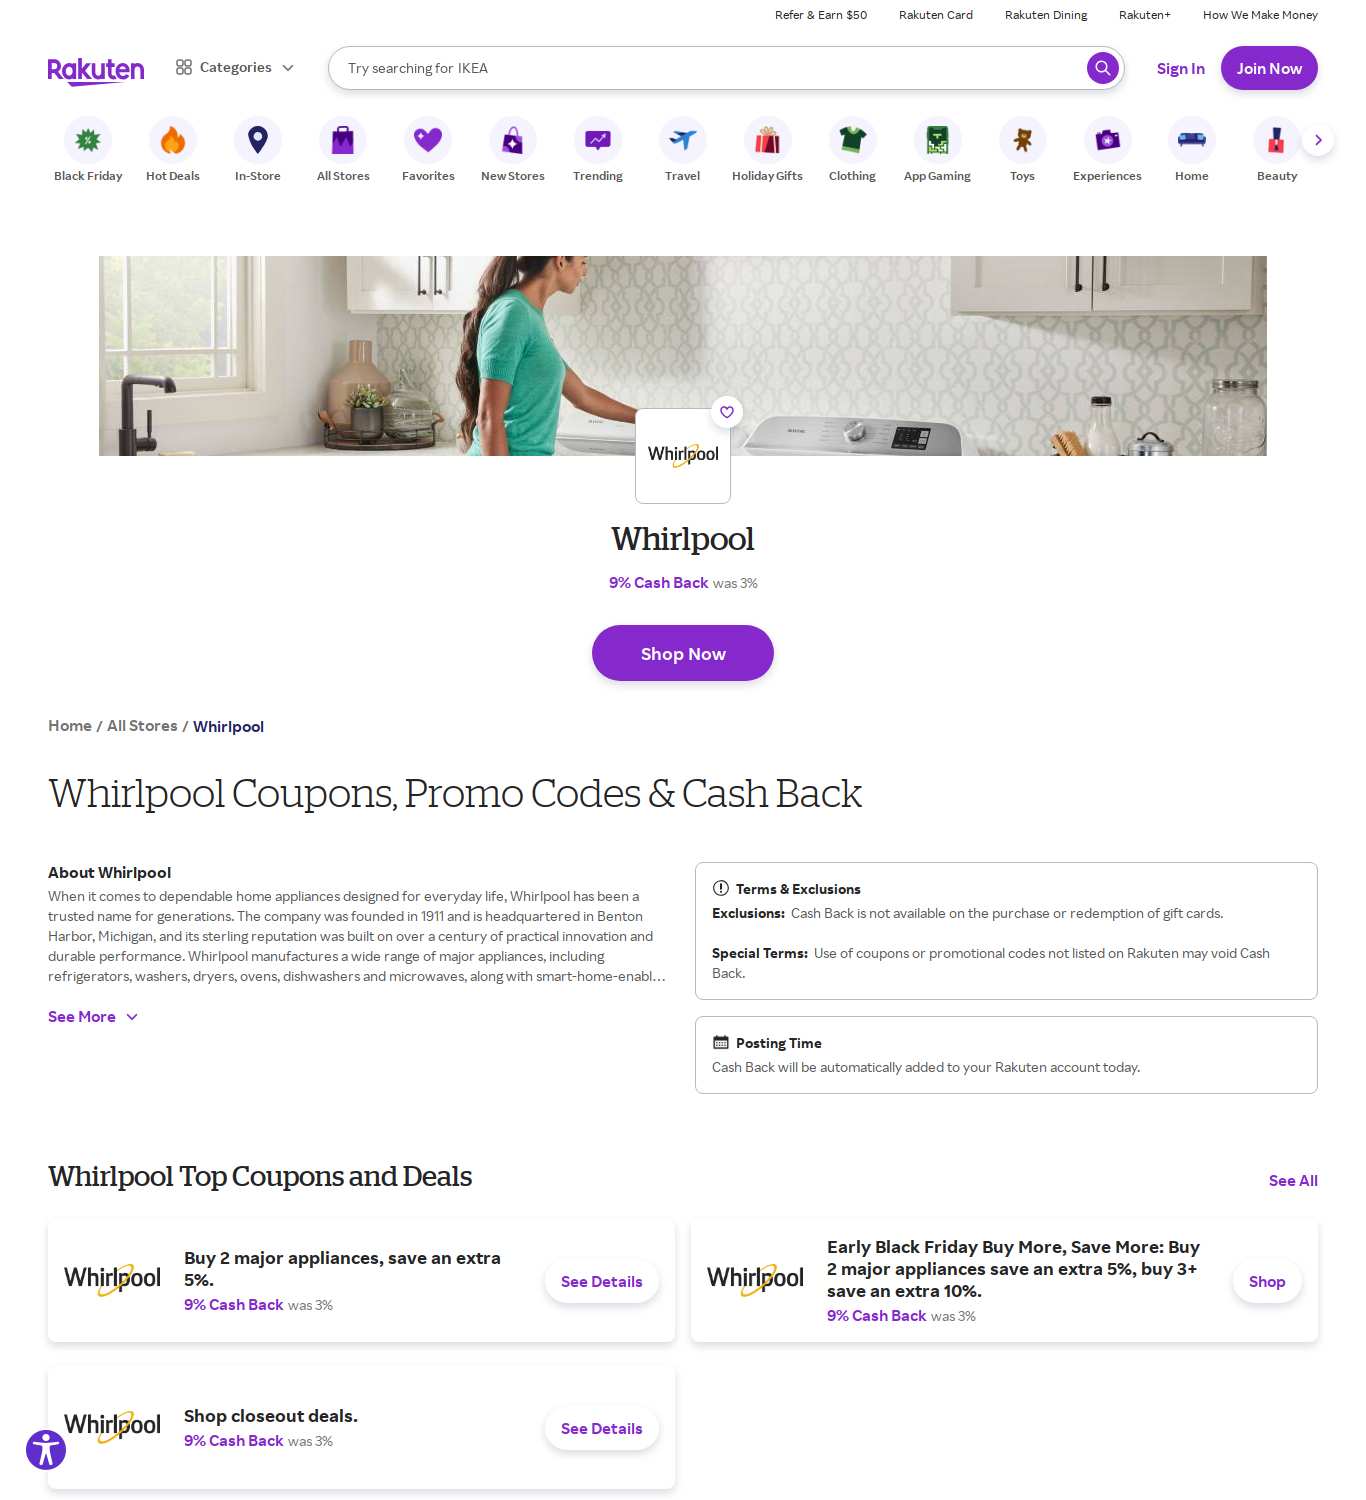 Refer & Earn $50
Rakuten Card
Rakuten Dining
Rakuten+
How We Make Money
Rakuten
Categories
Try searching for IKEA
Sign In
Join Now
Black Friday
Hot Deals
In-Store
All Stores
Favorites
New Stores
Trending
Travel
Holiday Gifts
Clothing
App Gaming
Toys
Experiences
Home
Beauty
Whirlpool
Whirlpool
9% Cash Back was 3%
Shop Now
Home / All Stores / Whirlpool
Whirlpool Coupons, Promo Codes & Cash Back
About Whirlpool
When it comes to dependable home appliances designed for everyday life, Whirlpool has been a
trusted name for generations. The company was founded in 1911 and is headquartered in Benton
Harbor, Michigan, and its sterling reputation was built on over a century of practical innovation and
durable performance. Whirlpool manufactures a wide range of major appliances, including
refrigerators, washers, dryers, ovens, dishwashers and microwaves, along with smart-home-enabl…
See More
Terms & Exclusions
Exclusions: Cash Back is not available on the purchase or redemption of gift cards.
Special Terms: Use of coupons or promotional codes not listed on Rakuten may void Cash
Back.
Posting Time
Cash Back will be automatically added to your Rakuten account today.
Whirlpool Top Coupons and Deals
See All
Whirlpool
Buy 2 major appliances, save an extra
5%.
9% Cash Back was 3%
See Details
Whirlpool
Early Black Friday Buy More, Save More: Buy
2 major appliances save an extra 5%, buy 3+
save an extra 10%.
9% Cash Back was 3%
Shop
Whirlpool
Shop closeout deals.
9% Cash Back was 3%
See Details